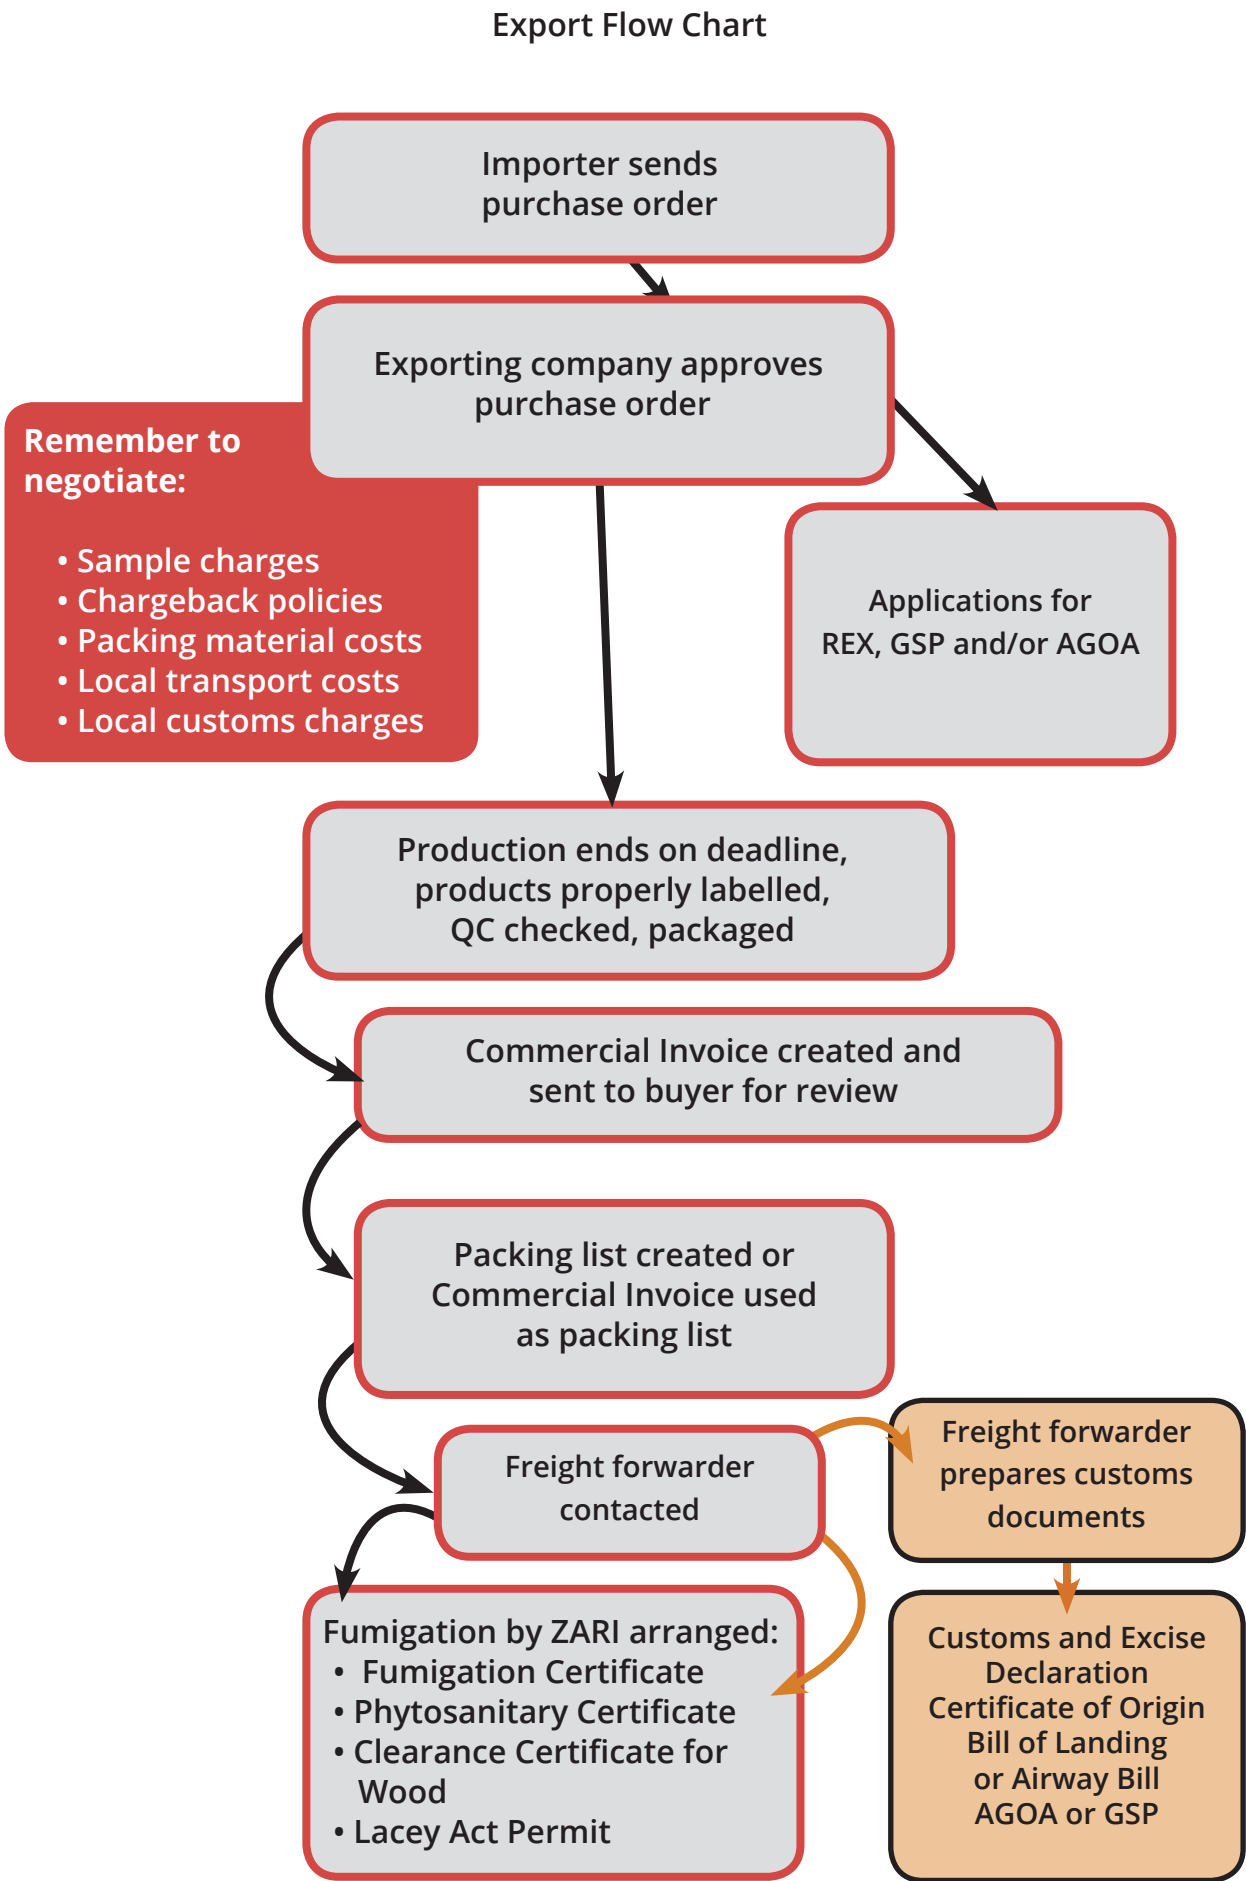 Export Flow Chart
Importer sends
purchase order
Exporting company approves
purchase order
Remember to
negotiate:
• Sample charges
• Chargeback policies
• Packing material costs
• Local transport costs
• Local customs charges
Applications for
REX, GSP and/or AGOA
Production ends on deadline,
products properly labelled,
QC checked, packaged
Commercial Invoice created and
sent to buyer for review
Packing list created or
Commercial Invoice used
as packing list
Freight forwarder
contacted
Freight forwarder
prepares customs
documents
Fumigation by ZARI arranged:
• Fumigation Certificate
• Phytosanitary Certificate
• Clearance Certificate for
Wood
• Lacey Act Permit
Customs and Excise
Declaration
Certificate of Origin
Bill of Landing
or Airway Bill
AGOA or GSP